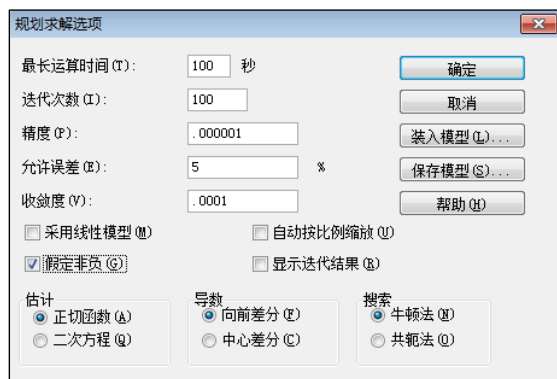 规划求解选项
最长运算时间(T): 100 秒 确定
迭代次数(I): 100 取消
精度(P): .000001 装入模型(L)...
允许误差(E): 5 % 保存模型(S)...
收敛度(V): .0001 帮助(H)
采用线性模型(M) 自动按比例缩放(U)
假定非负(G) 显示迭代结果(R)
估计 导数 搜索
正切函数(A) 向前差分(F) 牛顿法(N)
二次方程(Q) 中心差分(C) 共轭法(O)